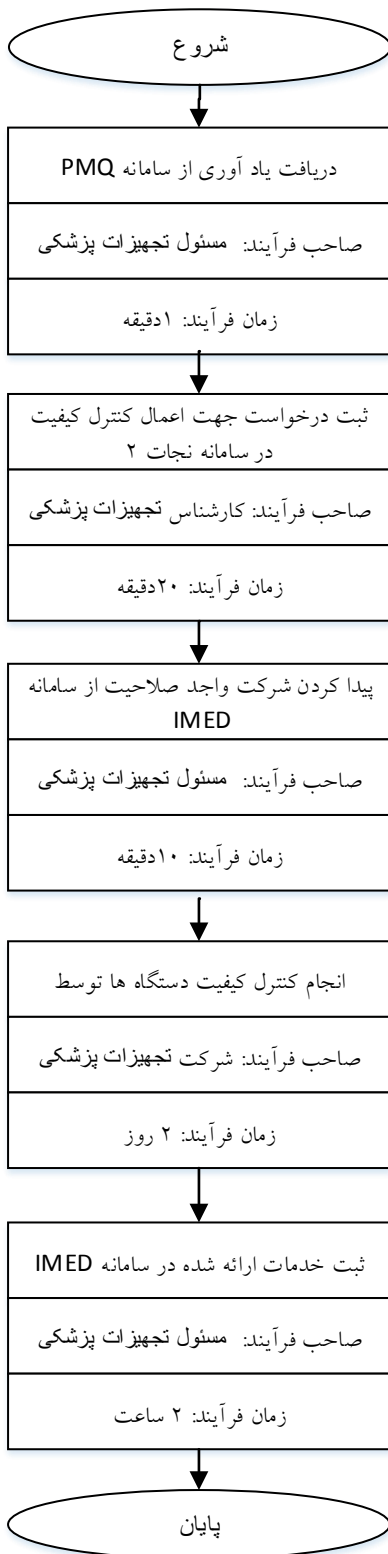 شروع
دریافت یاد آوری از سامانه PMQ
صاحب فرآیند: مسئول تجهیزات پزشکی
زمان فرآیند: ۱دقیقه
ثبت درخواست جهت اعمال کنترل کیفیت
در سامانه نجات ۲
صاحب فرآیند: کارشناس تجهیزات پزشکی
زمان فرآیند: ۲۰دقیقه
پیدا کردن شرکت واجد صلاحیت از سامانه
IMED
صاحب فرآیند: مسئول تجهیزات پزشکی
زمان فرآیند: ۱۰دقیقه
انجام کنترل کیفیت دستگاه ها توسط
صاحب فرآیند: شرکت تجهیزات پزشکی
زمان فرآیند: ۲ روز
ثبت خدمات ارائه شده در سامانه IMED
صاحب فرآیند: مسئول تجهیزات پزشکی
زمان فرآیند: ۲ ساعت
پایان